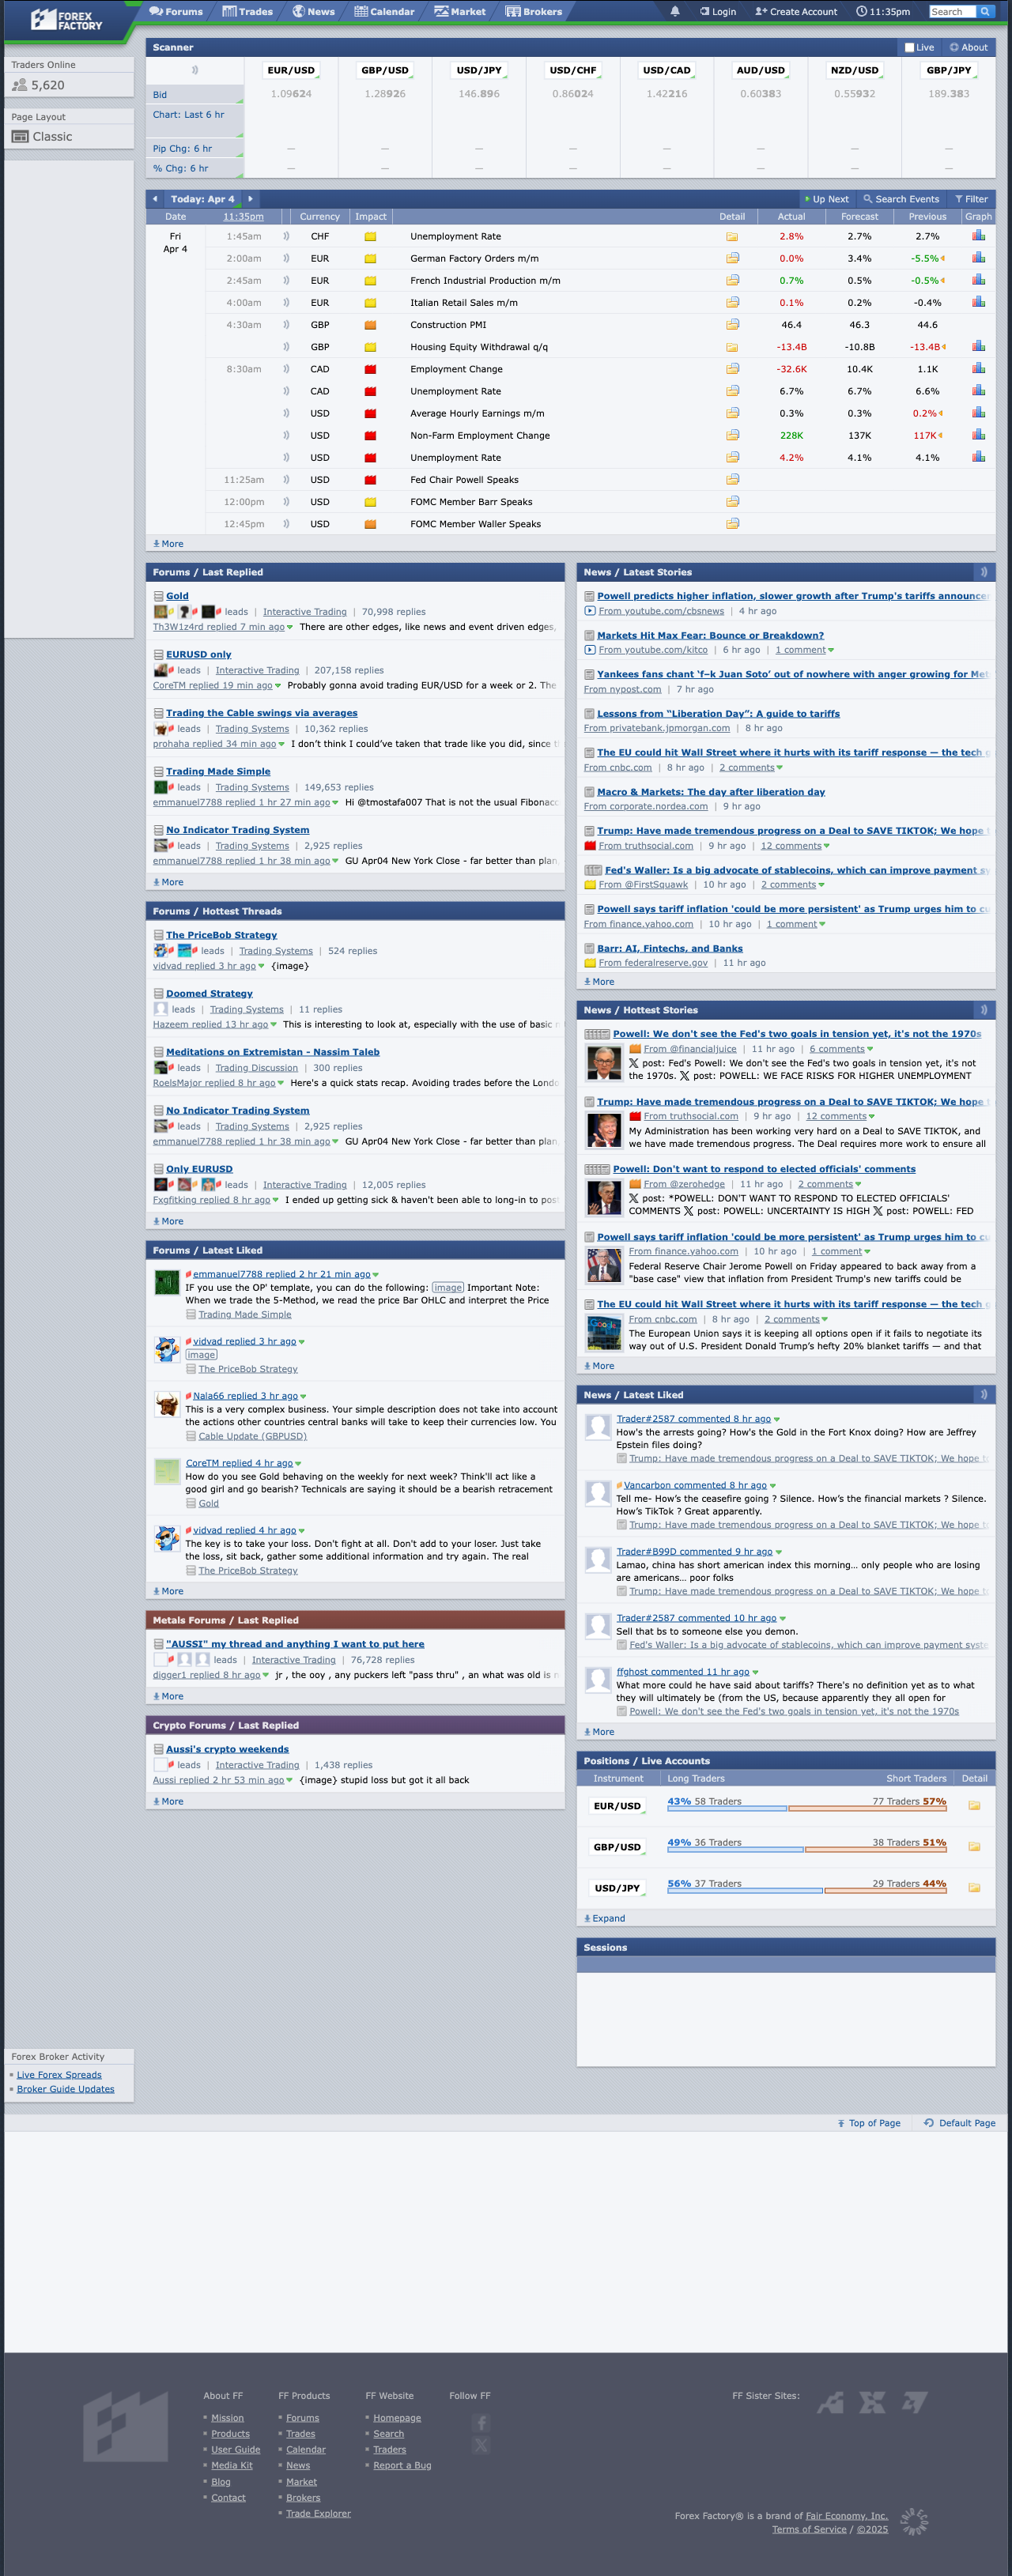 FOREX
FACTORY
Forums Trades News Calendar Market Brokers
Login Create Account 11:35pm Search
Traders Online
5,620
Page Layout
Classic
Scanner Live About
EUR/USD GBP/USD USD/JPY USD/CHF USD/CAD AUD/USD NZD/USD GBP/JPY
Bid 1.09624 1.28926 146.896 0.86024 1.42216 0.60383 0.55932 189.383
Chart: Last 6 hr
Pip Chg: 6 hr — — — — — — — —
% Chg: 6 hr — — — — — — — —
Today: Apr 4 Up Next Search Events Filter
Date 11:35pm Currency Impact Detail Actual Forecast Previous Graph
Fri 1:45am CHF Unemployment Rate 2.8% 2.7% 2.7%
Apr 4
2:00am EUR German Factory Orders m/m 0.0% 3.4% -5.5%
2:45am EUR French Industrial Production m/m 0.7% 0.5% -0.5%
4:00am EUR Italian Retail Sales m/m 0.1% 0.2% -0.4%
4:30am GBP Construction PMI 46.4 46.3 44.6
GBP Housing Equity Withdrawal q/q -13.4B -10.8B -13.4B
8:30am CAD Employment Change -32.6K 10.4K 1.1K
CAD Unemployment Rate 6.7% 6.7% 6.6%
USD Average Hourly Earnings m/m 0.3% 0.3% 0.2%
USD Non-Farm Employment Change 228K 137K 117K
USD Unemployment Rate 4.2% 4.1% 4.1%
11:25am USD Fed Chair Powell Speaks
12:00pm USD FOMC Member Barr Speaks
12:45pm USD FOMC Member Waller Speaks
More
Forums / Last Replied
Gold
leads | Interactive Trading | 70,998 replies
Th3W1z4rd replied 7 min ago There are other edges, like news and event driven edges,
EURUSD only
leads | Interactive Trading | 207,158 replies
CoreTM replied 19 min ago Probably gonna avoid trading EUR/USD for a week or 2. The
Trading the Cable swings via averages
leads | Trading Systems | 10,362 replies
prohaha replied 34 min ago I don't think I could've taken that trade like you did, since
Trading Made Simple
leads | Trading Systems | 149,653 replies
emmanuel7788 replied 1 hr 27 min ago Hi @tmostafa007 That is not the usual Fibonacc
No Indicator Trading System
leads | Trading Systems | 2,925 replies
emmanuel7788 replied 1 hr 38 min ago GU Apr04 New York Close - far better than plan,
More
Forums / Hottest Threads
The PriceBob Strategy
leads | Trading Systems | 524 replies
vidvad replied 3 hr ago {image}
Doomed Strategy
leads | Trading Systems | 11 replies
Hazeem replied 13 hr ago This is interesting to look at, especially with the use of basic
Meditations on Extremistan - Nassim Taleb
leads | Trading Discussion | 300 replies
RoelsMajor replied 8 hr ago Here's a quick stats recap. Avoiding trades before the Londo
No Indicator Trading System
leads | Trading Systems | 2,925 replies
emmanuel7788 replied 1 hr 38 min ago GU Apr04 New York Close - far better than plan,
Only EURUSD
leads | Interactive Trading | 12,005 replies
Fxgfitking replied 8 hr ago I ended up getting sick & haven't been able to long-in to pos
More
Forums / Latest Liked
emmanuel7788 replied 2 hr 21 min ago
IF you use the OP' template, you can do the following: image Important Note:
When we trade the 5-Method, we read the price Bar OHLC and interpret the Price
Trading Made Simple
vidvad replied 3 hr ago
image
The PriceBob Strategy
Nala66 replied 3 hr ago
This is a very complex business. Your simple description does not take into account
the actions other countries central banks will take to keep their currencies low. You
Cable Update (GBPUSD)
CoreTM replied 4 hr ago
How do you see Gold behaving on the weekly for next week? Think'll act like a
good girl and go bearish? Technicals are saying it should be a bearish retracement
Gold
vidvad replied 4 hr ago
The key is to take your loss. Don't fight at all. Don't add to your loser. Just take
the loss, sit back, gather some additional information and try again. The real
The PriceBob Strategy
More
Metals Forums / Last Replied
"AUSSI" my thread and anything I want to put here
leads | Interactive Trading | 76,728 replies
digger1 replied 8 hr ago jr , the ooy , any puckers left "pass thru" , an what was old is
More
Crypto Forums / Last Replied
Aussi's crypto weekends
leads | Interactive Trading | 1,438 replies
Aussi replied 2 hr 53 min ago {image} stupid loss but got it all back
More
News / Latest Stories
Powell predicts higher inflation, slower growth after Trump's tariffs announcer
From youtube.com/cbsnews | 4 hr ago
Markets Hit Max Fear: Bounce or Breakdown?
From youtube.com/kitco | 6 hr ago | 1 comment
Yankees fans chant 'f–k Juan Soto' out of nowhere with anger growing for Met
From nypost.com | 7 hr ago
Lessons from “Liberation Day”: A guide to tariffs
From privatebank.jpmorgan.com | 8 hr ago
The EU could hit Wall Street where it hurts with its tariff response — the tech
From cnbc.com | 8 hr ago | 2 comments
Macro & Markets: The day after liberation day
From corporate.nordea.com | 9 hr ago
Trump: Have made tremendous progress on a Deal to SAVE TIKTOK; We hope
From truthsocial.com | 9 hr ago | 12 comments
Fed's Waller: Is a big advocate of stablecoins, which can improve payment sy
From @FirstSquawk | 10 hr ago | 2 comments
Powell says tariff inflation 'could be more persistent' as Trump urges him to cu
From finance.yahoo.com | 10 hr ago | 1 comment
Barr: AI, Fintechs, and Banks
From federalreserve.gov | 11 hr ago
More
News / Hottest Stories
Powell: We don't see the Fed's two goals in tension yet, it's not the 1970s
From @financialjuice | 11 hr ago | 6 comments
𝕏 post: Fed's Powell: We don't see the Fed's two goals in tension yet, it's not
the 1970s. 𝕏 post: POWELL: WE FACE RISKS FOR HIGHER UNEMPLOYMENT
Trump: Have made tremendous progress on a Deal to SAVE TIKTOK; We hope
From truthsocial.com | 9 hr ago | 12 comments
My Administration has been working very hard on a Deal to SAVE TIKTOK, and
we have made tremendous progress. The Deal requires more work to ensure all
Powell: Don't want to respond to elected officials' comments
From @zerohedge | 11 hr ago | 2 comments
𝕏 post: *POWELL: DON'T WANT TO RESPOND TO ELECTED OFFICIALS'
COMMENTS 𝕏 post: POWELL: UNCERTAINTY IS HIGH 𝕏 post: POWELL: FED
Powell says tariff inflation 'could be more persistent' as Trump urges him to cu
From finance.yahoo.com | 10 hr ago | 1 comment
Federal Reserve Chair Jerome Powell on Friday appeared to back away from a
"base case" view that inflation from President Trump's new tariffs could be
The EU could hit Wall Street where it hurts with its tariff response — the tech
From cnbc.com | 8 hr ago | 2 comments
The European Union says it is keeping all options open if it fails to negotiate its
way out of U.S. President Donald Trump's hefty 20% blanket tariffs — and that
Google
More
News / Latest Liked
Trader#2587 commented 8 hr ago
How's the arrests going? How's the Gold in the Fort Knox doing? How are Jeffrey
Epstein files doing?
Trump: Have made tremendous progress on a Deal to SAVE TIKTOK; We hope t
Vancarbon commented 8 hr ago
Tell me- How's the ceasefire going ? Silence. How's the financial markets ? Silence.
How's TikTok ? Great apparently.
Trump: Have made tremendous progress on a Deal to SAVE TIKTOK; We hope t
Trader#B99D commented 9 hr ago
Lamao, china has short american index this morning... only people who are losing
are americans... poor folks
Trump: Have made tremendous progress on a Deal to SAVE TIKTOK; We hope t
Trader#2587 commented 10 hr ago
Sell that bs to someone else you demon.
Fed's Waller: Is a big advocate of stablecoins, which can improve payment syste
ffghost commented 11 hr ago
What more could he have said about tariffs? There's no definition yet as to what
they will ultimately be (from the US, because apparently they all open for
Powell: We don't see the Fed's two goals in tension yet, it's not the 1970s
More
Positions / Live Accounts
Instrument Long Traders Short Traders Detail
EUR/USD 43% 58 Traders 77 Traders 57%
GBP/USD 49% 36 Traders 38 Traders 51%
USD/JPY 56% 37 Traders 29 Traders 44%
Expand
Sessions
Forex Broker Activity
Live Forex Spreads
Broker Guide Updates
Top of Page Default Page
About FF
Mission
Products
User Guide
Media Kit
Blog
Contact
FF Products
Forums
Trades
Calendar
News
Market
Brokers
Trade Explorer
FF Website
Homepage
Search
Traders
Report a Bug
Follow FF
FF Sister Sites:
Forex Factory® is a brand of Fair Economy, Inc.
Terms of Service / ©2025